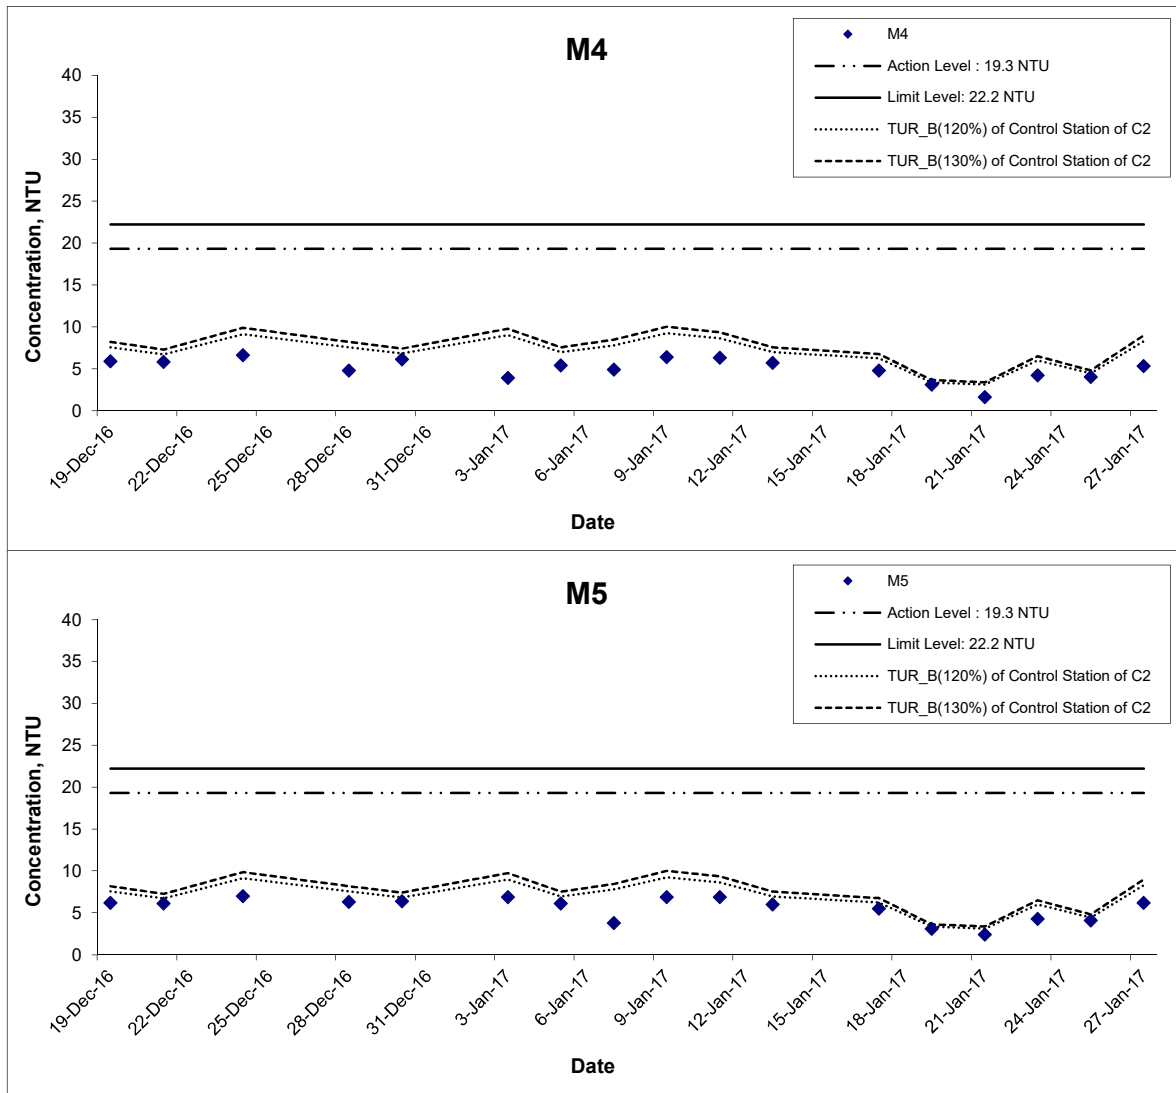 M4
M4
Action Level : 19.3 NTU
Limit Level: 22.2 NTU
TUR_B(120%) of Control Station of C2
TUR_B(130%) of Control Station of C2
Concentration, NTU
40
35
30
25
20
15
10
5
0
19-Dec-16
22-Dec-16
25-Dec-16
28-Dec-16
31-Dec-16
3-Jan-17
6-Jan-17
9-Jan-17
12-Jan-17
15-Jan-17
18-Jan-17
21-Jan-17
24-Jan-17
27-Jan-17
Date
M5
M5
Action Level : 19.3 NTU
Limit Level: 22.2 NTU
TUR_B(120%) of Control Station of C2
TUR_B(130%) of Control Station of C2
Concentration, NTU
40
35
30
25
20
15
10
5
0
19-Dec-16
22-Dec-16
25-Dec-16
28-Dec-16
31-Dec-16
3-Jan-17
6-Jan-17
9-Jan-17
12-Jan-17
15-Jan-17
18-Jan-17
21-Jan-17
24-Jan-17
27-Jan-17
Date